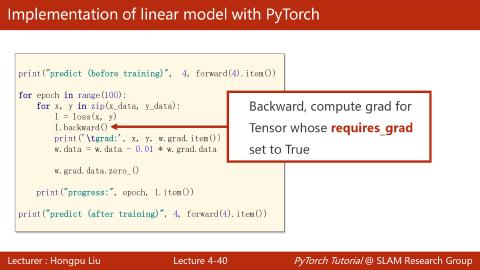 Implementation of linear model with PyTorch
print("predict (before training)", 4, forward(4).item())
for epoch in range(100):
for x, y in zip(x_data, y_data):
l = loss(x, y)
l.backward()
print('\tgrad:', x, y, w.grad.item())
w.data = w.data - 0.01 * w.grad.data
w.grad.data.zero_()
print("progress:", epoch, l.item())
print("predict (after training)", 4, forward(4).item())
Backward, compute grad for
Tensor whose requires_grad
set to True
Lecturer : Hongpu Liu
Lecture 4-40
PyTorch Tutorial @ SLAM Research Group